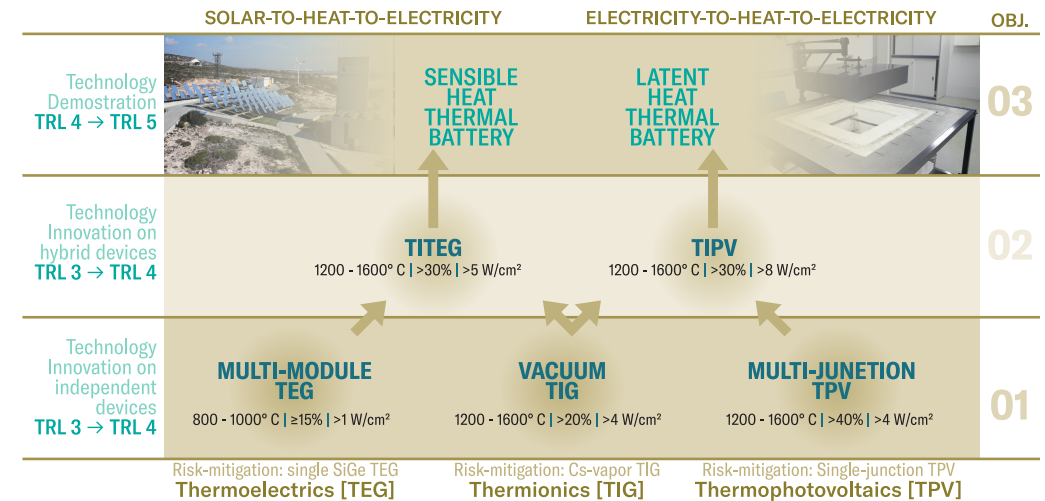 SOLAR-TO-HEAT-TO-ELECTRICITY
ELECTRICITY-TO-HEAT-TO-ELECTRICITY
OBJ.
Technology
Demostration
TRL 4 → TRL 5
SENSIBLE
HEAT
THERMAL
BATTERY
LATENT
HEAT
THERMAL
BATTERY
03
Technology
Innovation on
hybrid devices
TRL 3 → TRL 4
TITEG
1200 - 1600° C | >30% | >5 W/cm²
TIPV
1200 - 1600° C | >30% | >8 W/cm²
02
Technology
Innovation on
independent
devices
TRL 3 → TRL 4
MULTI-MODULE
TEG
800 - 1000° C | ≥15% | >1 W/cm²
VACUUM
TIG
1200 - 1600° C | >20% | >4 W/cm²
MULTI-JUNETION
TPV
1200 - 1600° C | >40% | >4 W/cm²
01
Risk-mitigation: single SiGe TEG
Thermoelectrics [TEG]
Risk-mitigation: Cs-vapor TIG
Thermionics [TIG]
Risk-mitigation: Single-junction TPV
Thermophotovoltaics [TPV]